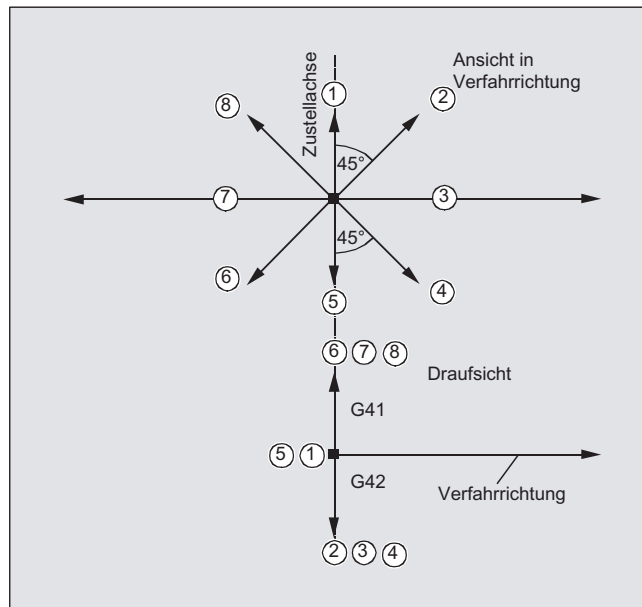 Zustellachse
Ansicht in
Verfahrrichtung
1
2
8
45°
7
3
45°
6
4
5
6 7 8
Draufsicht
G41
5 1
G42
Verfahrrichtung
2 3 4